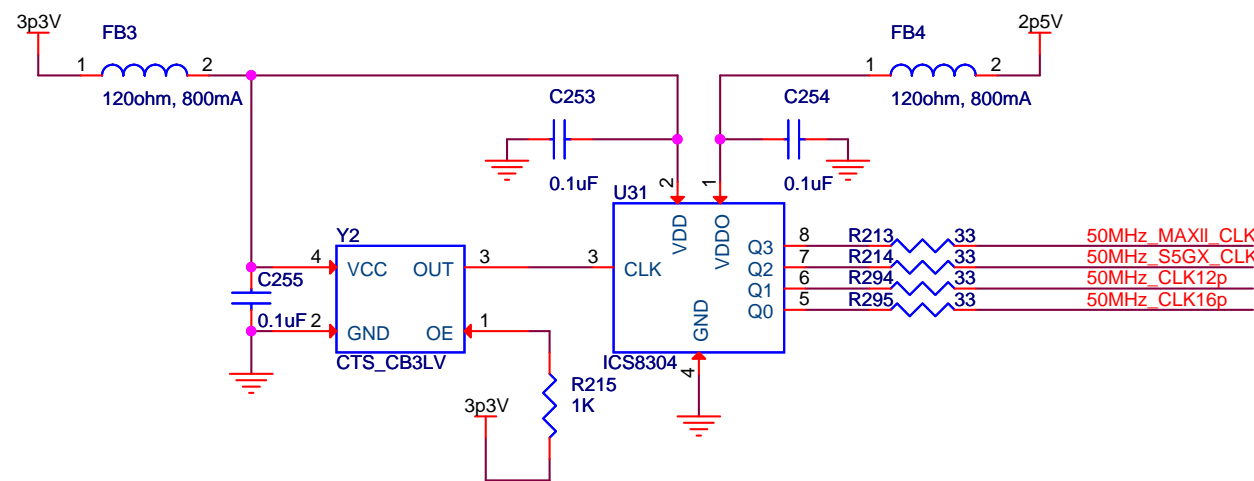 3p3V
FB3
1
2
120ohm, 800mA
FB4
2p5V
1
2
120ohm, 800mA
C253
0.1uF
C254
0.1uF
U31
2
1
VDD
VDDO
3
CLK
GND
4
Q3
8
R213
33
50MHz_MAXII_CLK
Q2
7
R214
33
50MHz_S5GX_CLK
Q1
6
R294
33
50MHz_CLK12p
Q0
5
R295
33
50MHz_CLK16p
ICS8304
Y2
4
VCC
OUT
3
C255
0.1uF
2
GND
OE
1
CTS_CB3LV
R215
1K
3p3V